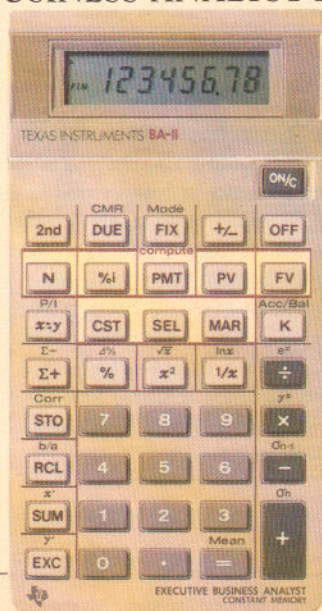 FIN 123456.78
TEXAS INSTRUMENTS BA-II
ON/C
CMR Mode
2nd DUE FIX +/− OFF
compute
N %i PMT PV FV
P/I Acc/Bal
x:y CST SEL MAR K
Σ− Δ% √x lnx eˣ
Σ+ % x² 1/x ÷
Corr yˣ
STO 7 8 9 ×
b/a σn-1
RCL 4 5 6 −
x' σn
SUM 1 2 3 +
y' Mean
EXC 0 . =
EXECUTIVE BUSINESS ANALYST
CONSTANT MEMORY